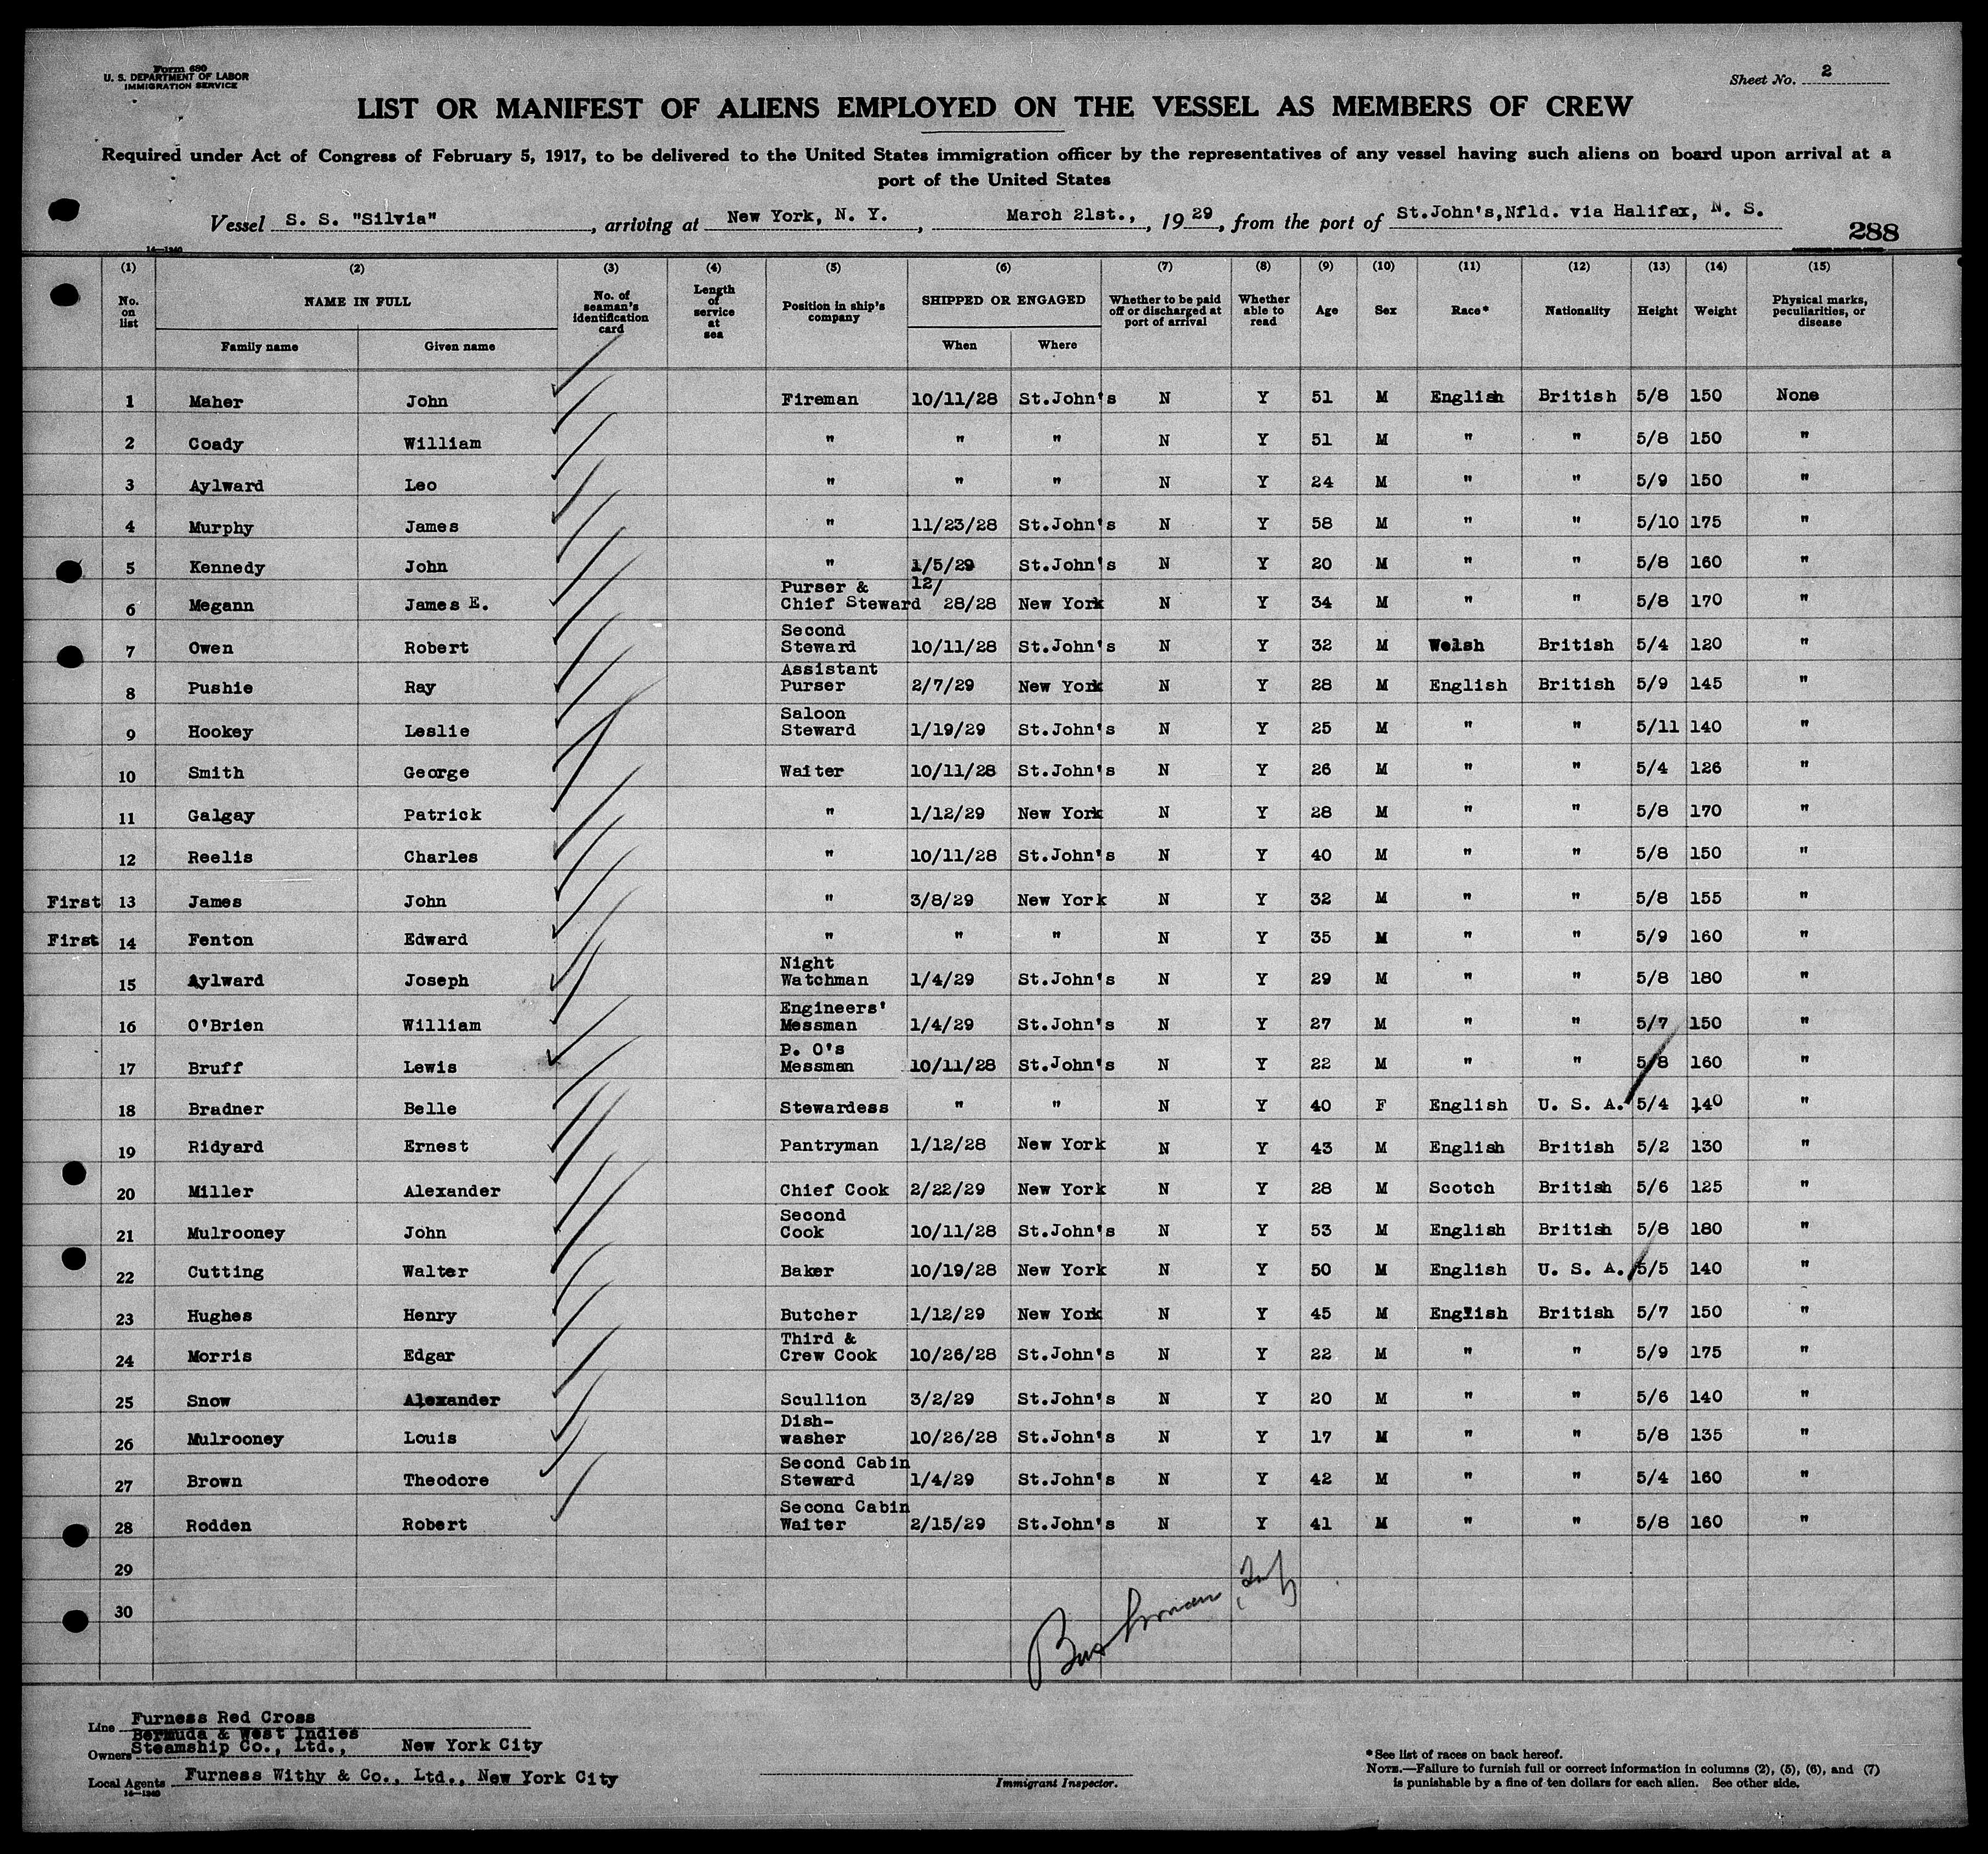 Form 680
U. S. DEPARTMENT OF LABOR
IMMIGRATION SERVICE
Sheet No. 2
LIST OR MANIFEST OF ALIENS EMPLOYED ON THE VESSEL AS MEMBERS OF CREW
Required under Act of Congress of February 5, 1917, to be delivered to the United States immigration officer by the representatives of any vessel having such aliens on board upon arrival at a
port of the United States
Vessel S. S. "Silvia", arriving at New York, N. Y., March 21st., 1929, from the port of St.John's,Nfld. via Halifax, N. S.
288
14—1240
(1) (2) (3) (4) (5) (6) (7) (8) (9) (10) (11) (12) (13) (14) (15)
No. on list NAME IN FULL No. of seaman's identification card Length of service at sea Position in ship's company SHIPPED OR ENGAGED Whether to be paid off or discharged at port of arrival Whether able to read Age Sex Race* Nationality Height Weight Physical marks, peculiarities, or disease
Family name Given name When Where
1 Maher John Fireman 10/11/28 St.John's N Y 51 M English British 5/8 150 None
2 Coady William " " " N Y 51 M " " 5/8 150 "
3 Aylward Leo " " " N Y 24 M " " 5/9 150 "
4 Murphy James " 11/23/28 St.John's N Y 58 M " " 5/10 175 "
5 Kennedy John " 1/5/29 St.John's N Y 20 M " " 5/8 160 "
6 Megann James E. Purser & Chief Steward 12/28/28 New York N Y 34 M " " 5/8 170 "
7 Owen Robert Second Steward 10/11/28 St.John's N Y 32 M Welsh British 5/4 120 "
8 Pushie Ray Assistant Purser 2/7/29 New York N Y 28 M English British 5/9 145 "
9 Hookey Leslie Saloon Steward 1/19/29 St.John's N Y 25 M " " 5/11 140 "
10 Smith George Waiter 10/11/28 St.John's N Y 26 M " " 5/4 126 "
11 Galgay Patrick " 1/12/29 New York N Y 28 M " " 5/8 170 "
12 Reelis Charles " 10/11/28 St.John's N Y 40 M " " 5/8 150 "
First 13 James John " 3/8/29 New York N Y 32 M " " 5/8 155 "
First 14 Fenton Edward " " " N Y 35 M " " 5/9 160 "
15 Aylward Joseph Night Watchman 1/4/29 St.John's N Y 29 M " " 5/8 180 "
16 O'Brien William Engineers' Messman 1/4/29 St.John's N Y 27 M " " 5/7 150 "
17 Bruff Lewis P. O's Messman 10/11/28 St.John's N Y 22 M " " 5/8 160 "
18 Bradner Belle Stewardess " " N Y 40 F English U. S. A. 5/4 140 "
19 Ridyard Ernest Pantryman 1/12/28 New York N Y 43 M English British 5/2 130 "
20 Miller Alexander Chief Cook 2/22/29 New York N Y 28 M Scotch British 5/6 125 "
21 Mulrooney John Second Cook 10/11/28 St.John's N Y 53 M English British 5/8 180 "
22 Cutting Walter Baker 10/19/28 New York N Y 50 M English U. S. A. 5/5 140 "
23 Hughes Henry Butcher 1/12/29 New York N Y 45 M English British 5/7 150 "
24 Morris Edgar Third & Crew Cook 10/26/28 St.John's N Y 22 M " " 5/9 175 "
25 Snow Alexander Scullion 3/2/29 St.John's N Y 20 M " " 5/6 140 "
26 Mulrooney Louis Dish-washer 10/26/28 St.John's N Y 17 M " " 5/8 135 "
27 Brown Theodore Second Cabin Steward 1/4/29 St.John's N Y 42 M " " 5/4 160 "
28 Rodden Robert Second Cabin Waiter 2/15/29 St.John's N Y 41 M " " 5/8 160 "
29
30
Line Furness Red Cross
Bermuda & West Indies
Owners Steamship Co., Ltd., New York City
Local Agents Furness Withy & Co., Ltd., New York City
14—1240
Immigrant Inspector.
*See list of races on back hereof.
NOTE.—Failure to furnish full or correct information in columns (2), (5), (6), and (7)
is punishable by a fine of ten dollars for each alien. See other side.